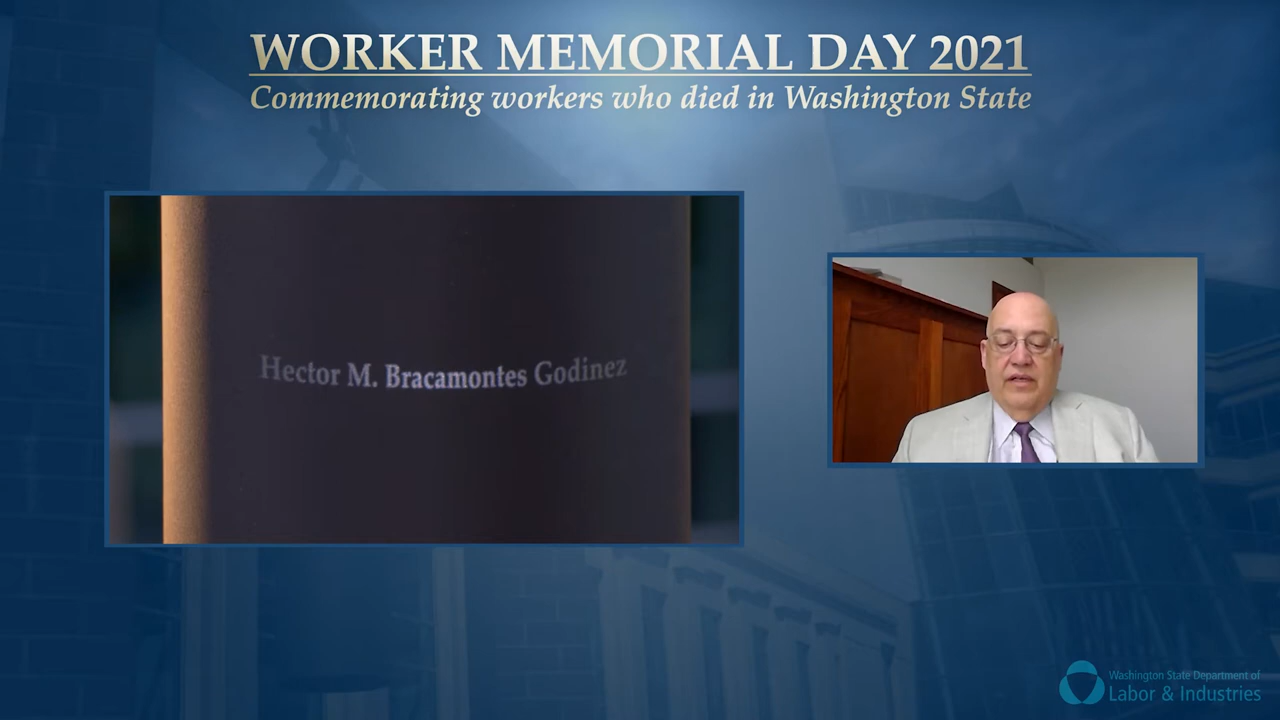 WORKER MEMORIAL DAY 2021
Commemorating workers who died in Washington State
Hector M. Bracamontes Godinez
Washington State Department of
Labor & Industries